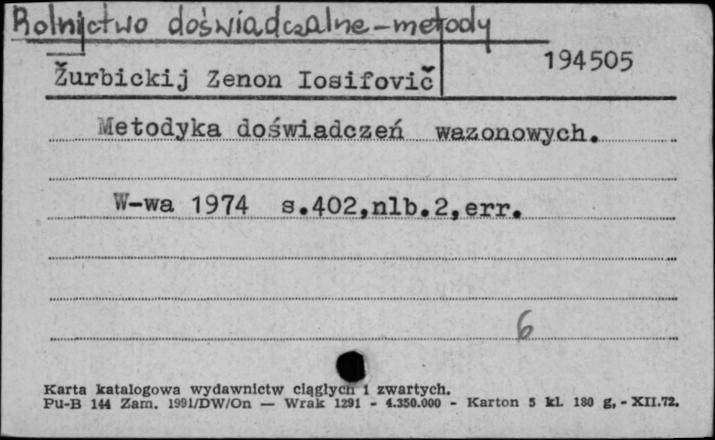 Rolnictwo doświadczalne - metody
194505
Žurbickij Zenon Iosifovič
Metodyka doświadczeń wazonowych.
W-wa 1974 s.402,nlb.2,err.
6
Karta katalogowa wydawnictw ciągłych i zwartych.
Pu-B 144 Zam. 1991/DW/On — Wrak 1291 - 4.350.000 - Karton 5 kl. 180 g, - XII.72.